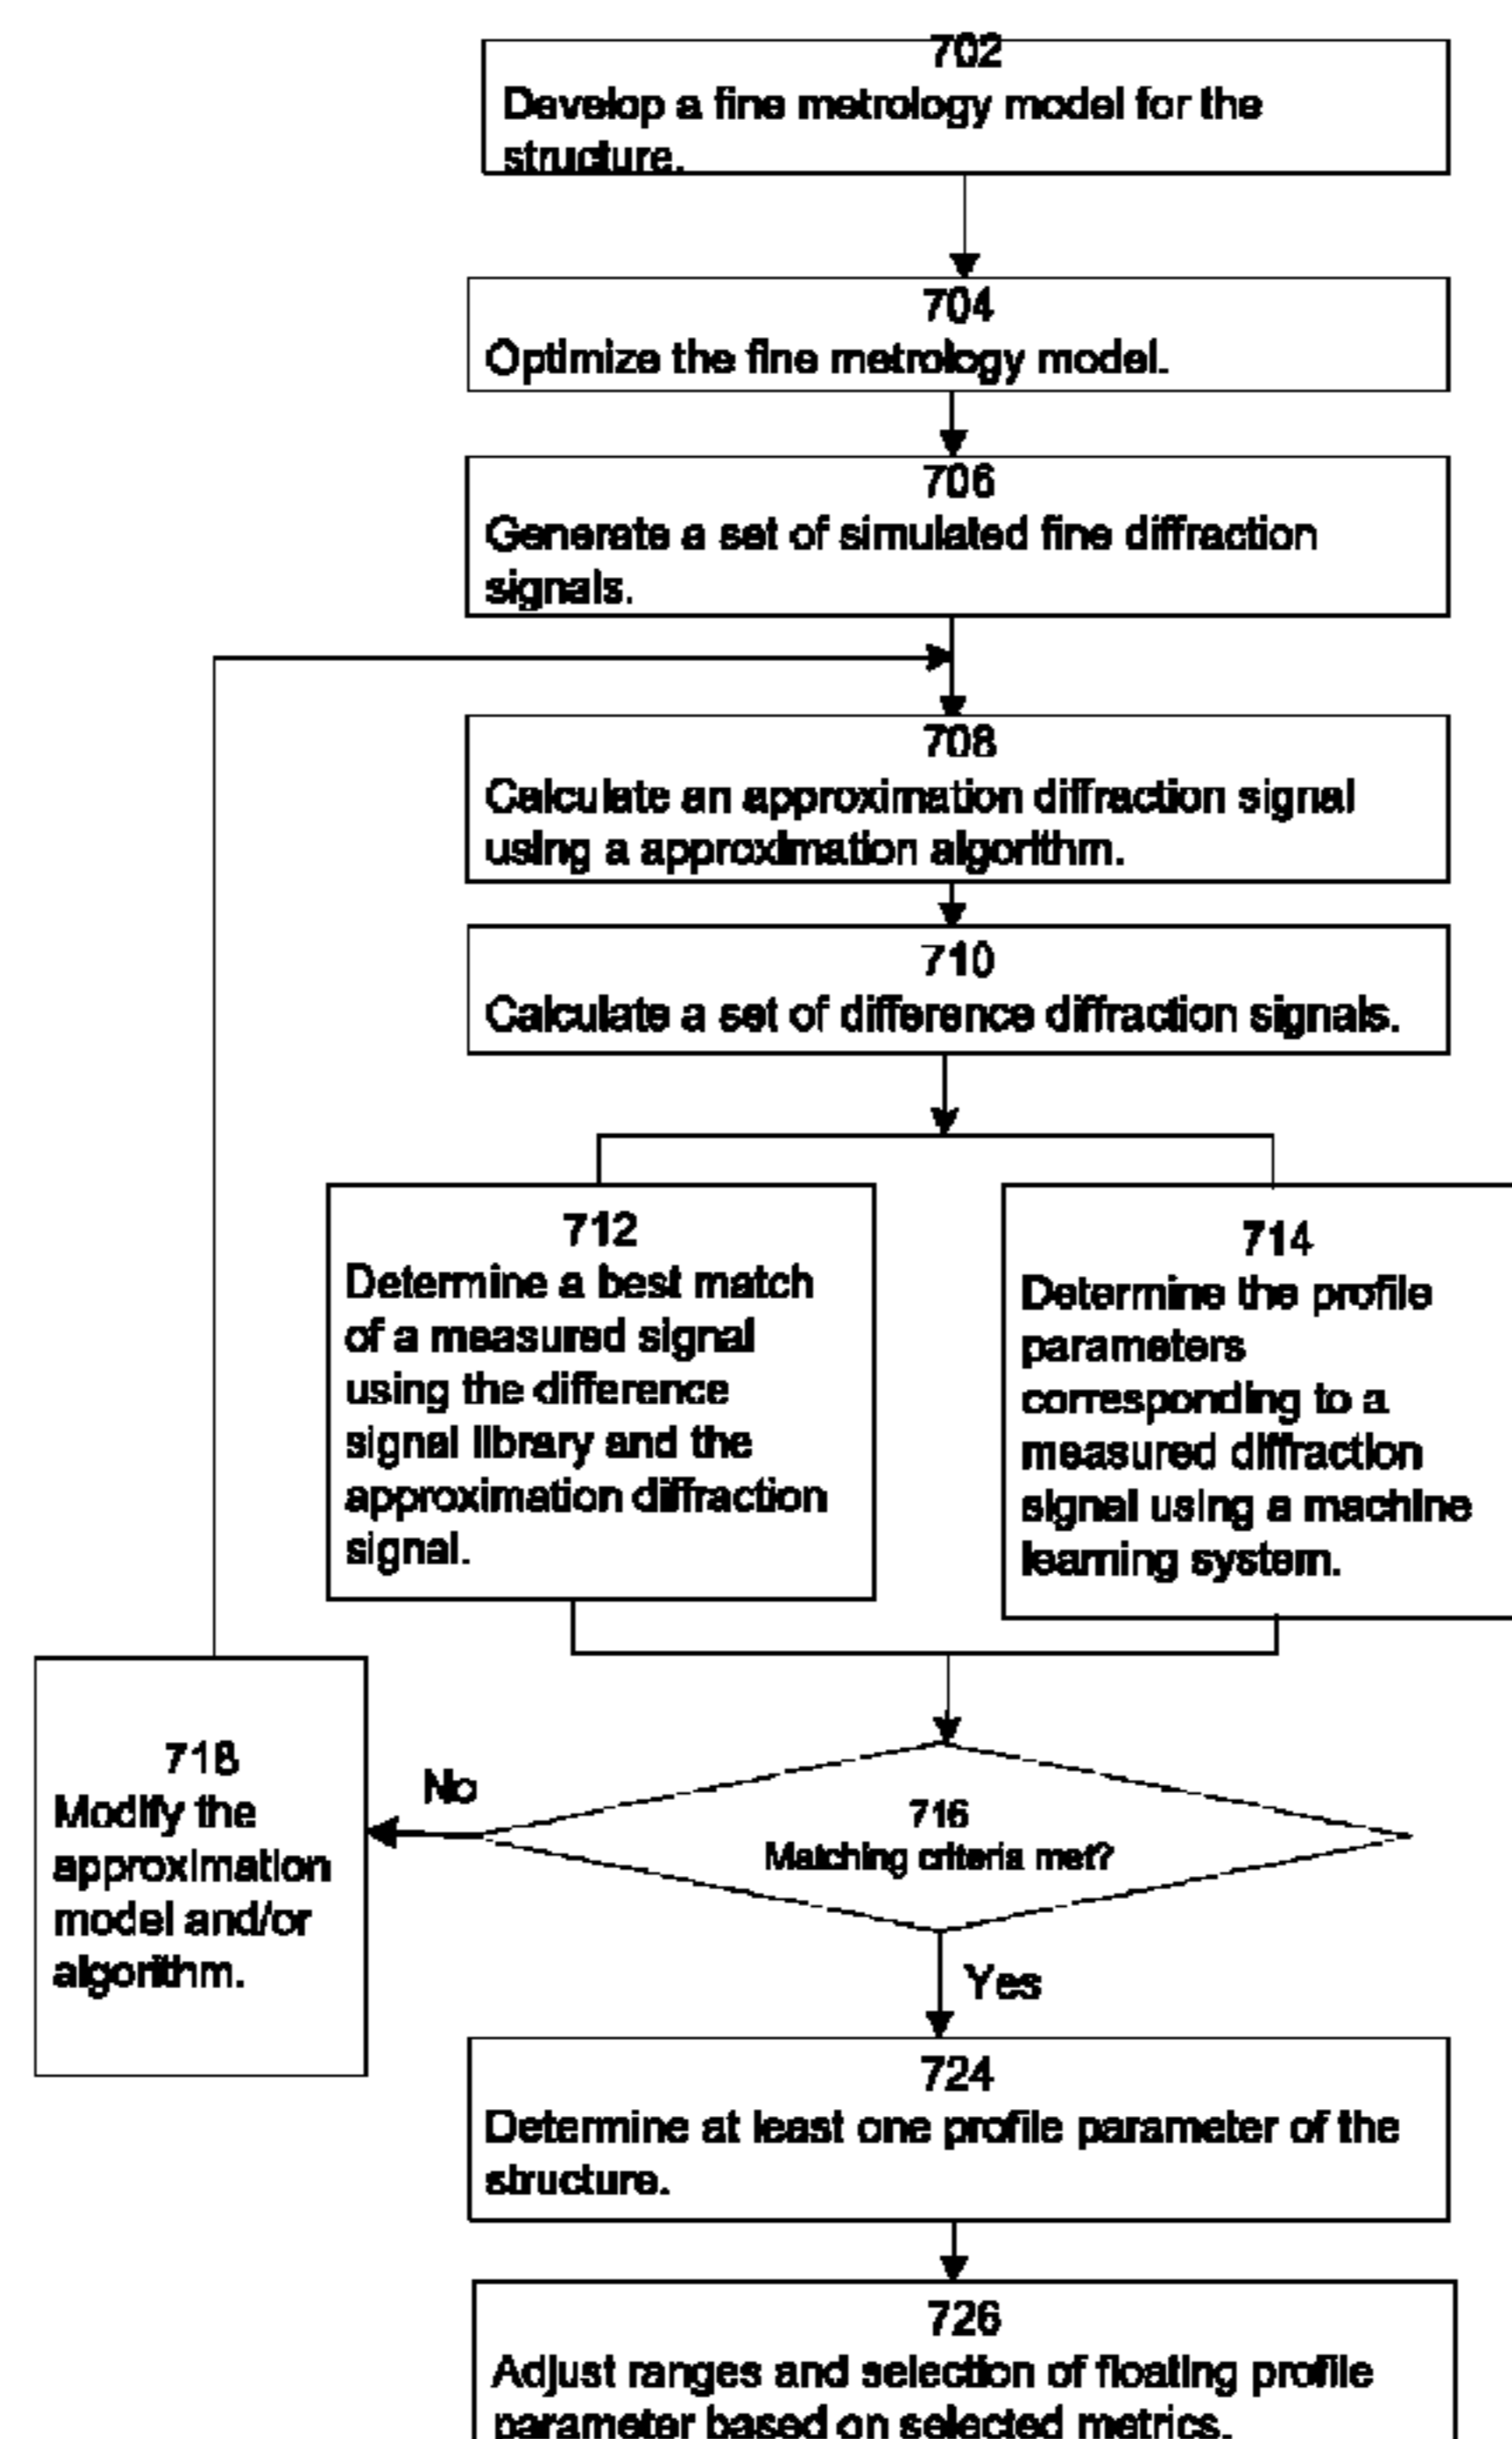 702
Develop a fine metrology model for the
structure.
704
Optimize the fine metrology model.
706
Generate a set of simulated fine diffraction
signals.
708
Calculate an approximation diffraction signal
using a approximation algorithm.
710
Calculate a set of difference diffraction signals.
712
Determine a best match
of a measured signal
using the difference
signal library and the
approximation diffraction
signal.
714
Determine the profile
parameters
corresponding to a
measured diffraction
signal using a machine
learning system.
716
Matching criteria met?
No
718
Modify the
approximation
model and/or
algorithm.
Yes
724
Determine at least one profile parameter of the
structure.
726
Adjust ranges and selection of floating profile
parameter based on selected metrics.